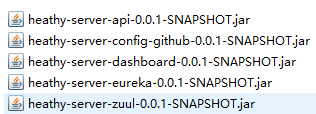 heathy-server-api-0.0.1-SNAPSHOT.jar
heathy-server-config-github-0.0.1-SNAPSHOT.jar
heathy-server-dashboard-0.0.1-SNAPSHOT.jar
heathy-server-eureka-0.0.1-SNAPSHOT.jar
heathy-server-zuul-0.0.1-SNAPSHOT.jar